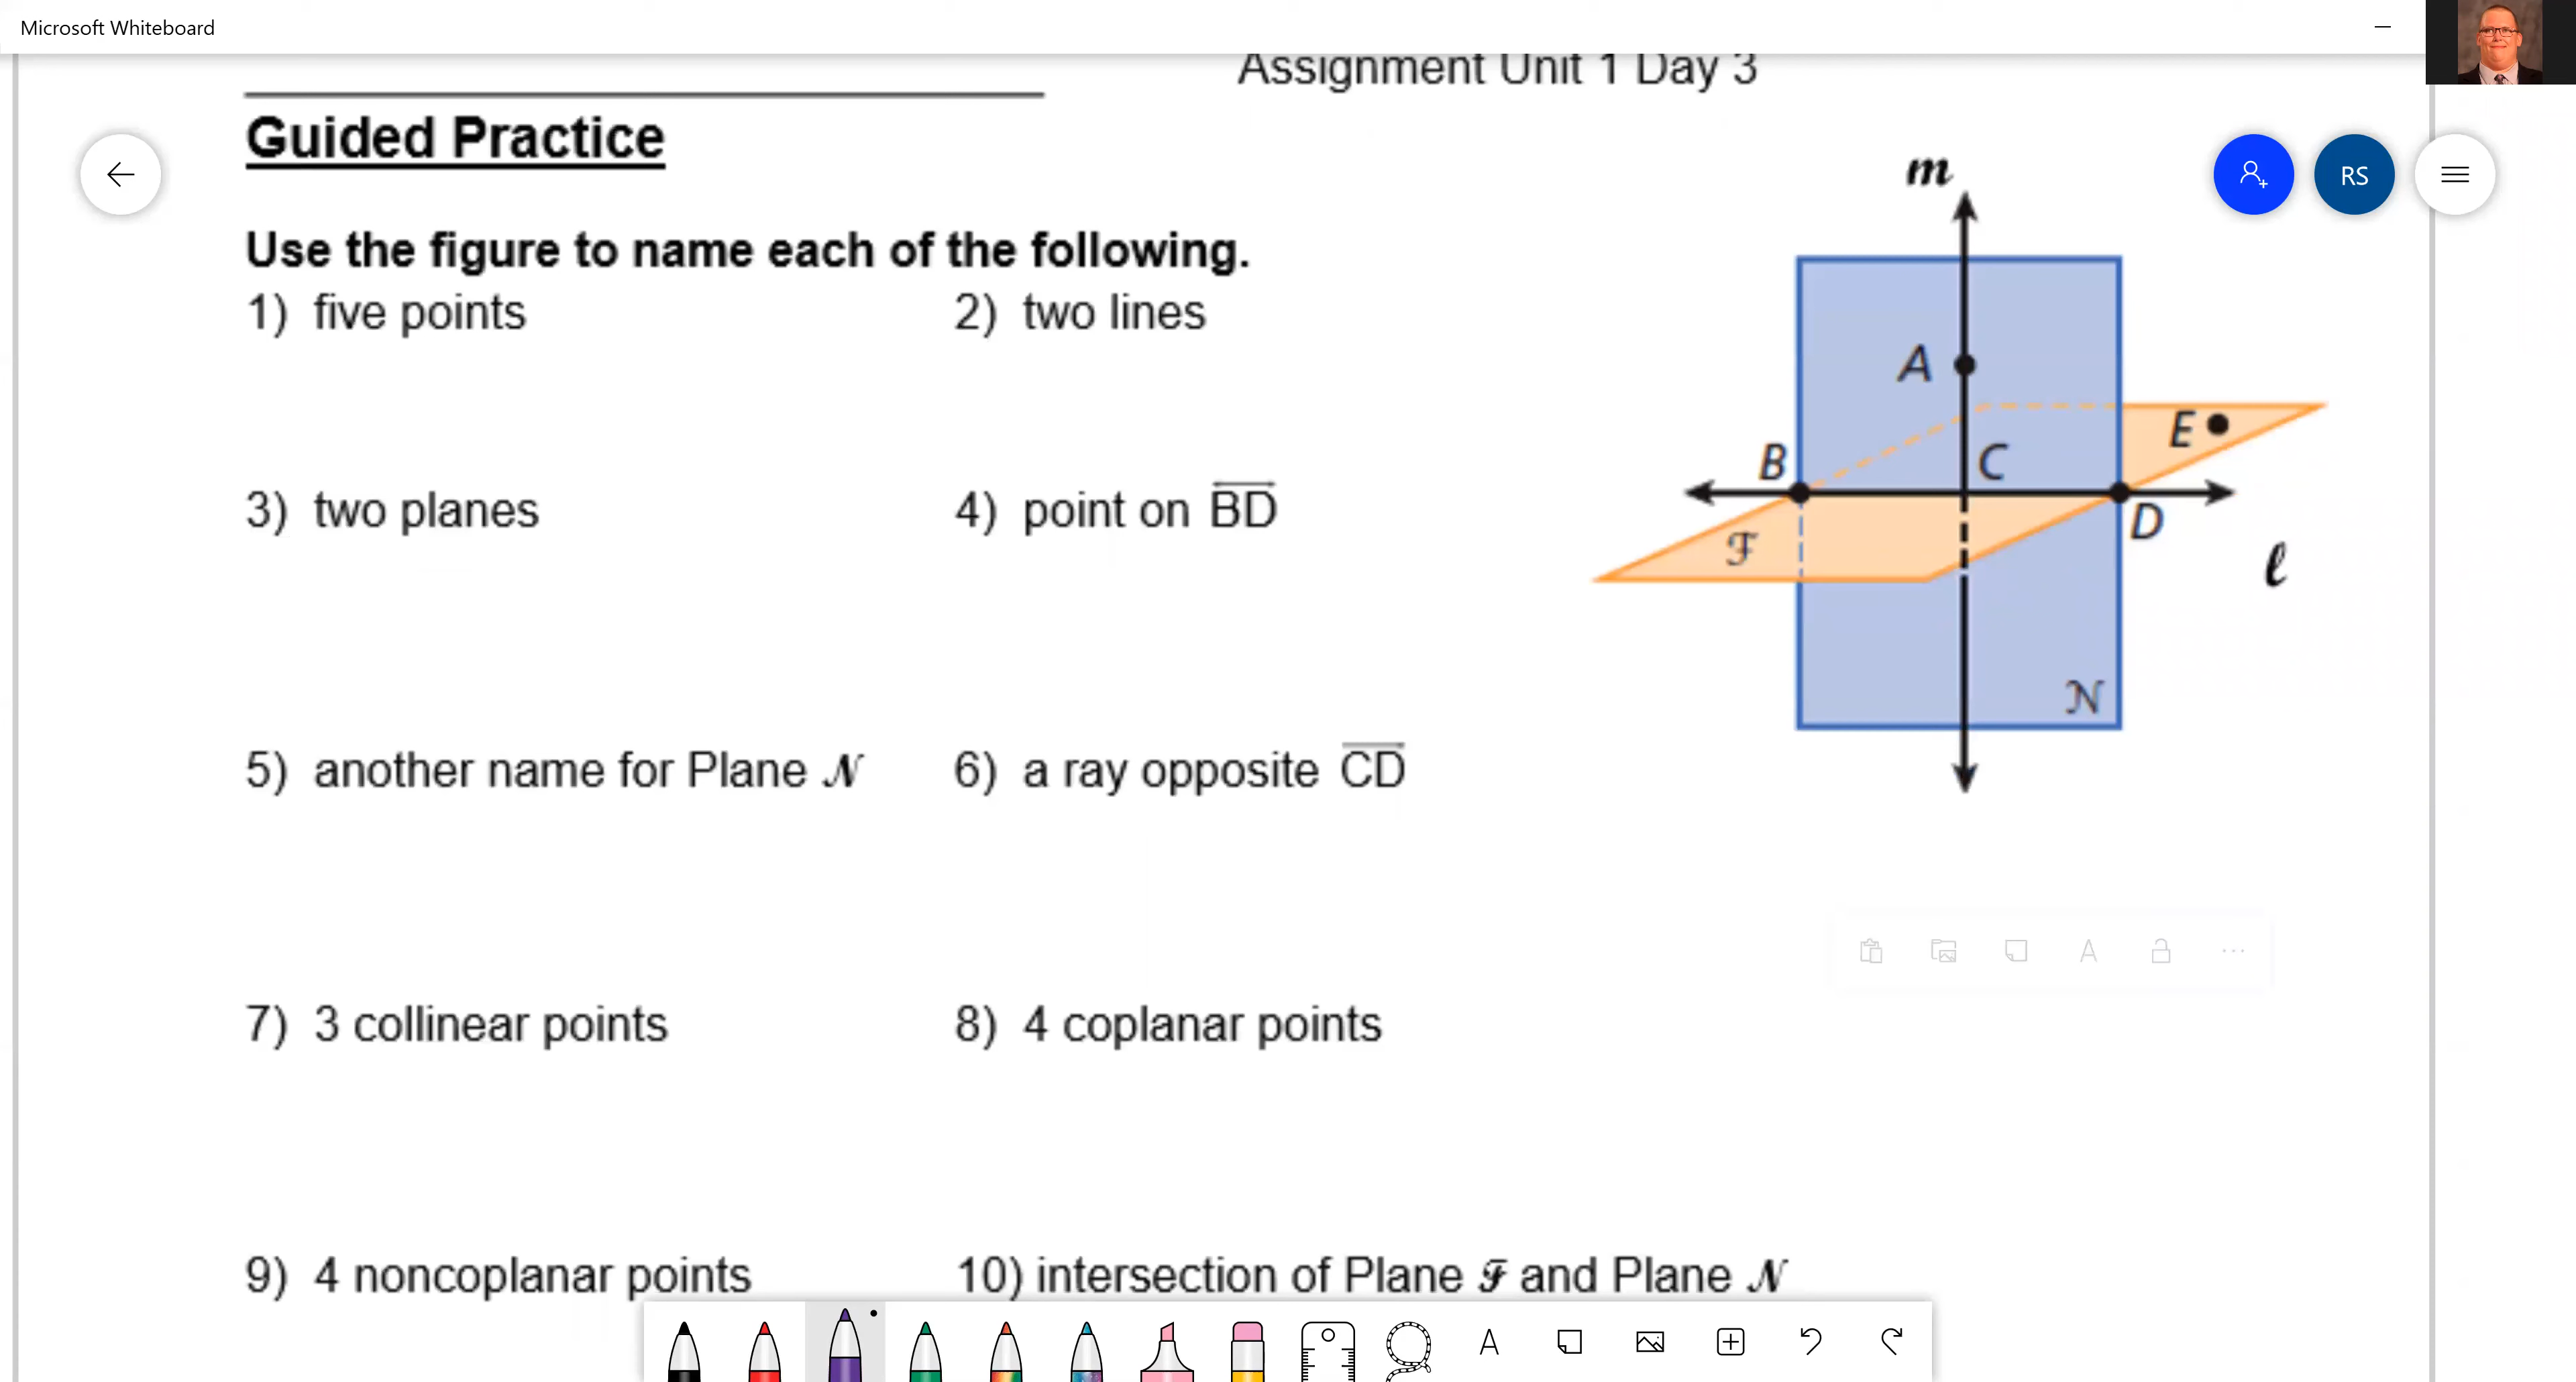 Microsoft Whiteboard
Assignment Unit 1 Day 3
Guided Practice
RS
Use the figure to name each of the following.
1) five points 2) two lines
3) two planes 4) point on BD
5) another name for Plane 𝒩 6) a ray opposite CD
7) 3 collinear points 8) 4 coplanar points
9) 4 noncoplanar points 10) intersection of Plane ℱ and Plane 𝒩
m
A
E
B C
D
ℱ
ℓ
𝒩
A
A